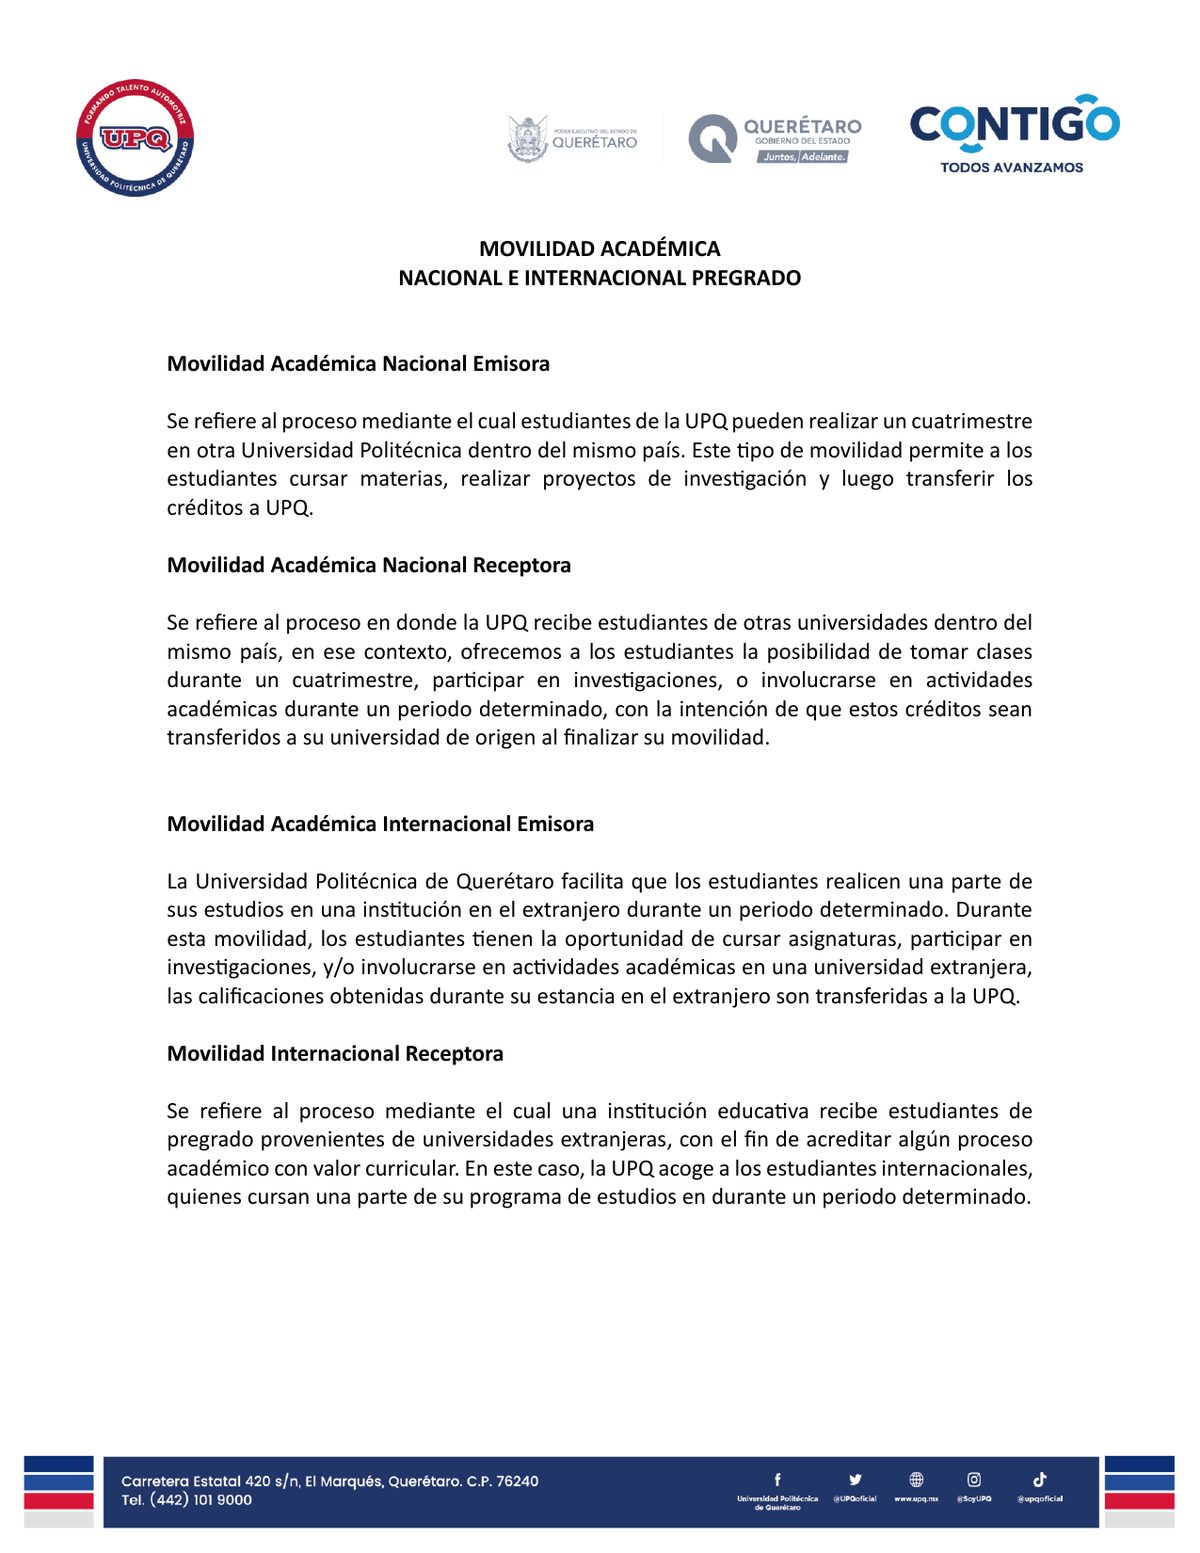 FORMANDO TALENTO AUTOMOTRIZ
UPQ
UNIVERSIDAD POLITÉCNICA DE QUERÉTARO
PODER EJECUTIVO DEL ESTADO DE
QUERÉTARO
QUERÉTARO
GOBIERNO DEL ESTADO
Juntos, Adelante.
CONTIGO
TODOS AVANZAMOS
MOVILIDAD ACADÉMICA
NACIONAL E INTERNACIONAL PREGRADO
Movilidad Académica Nacional Emisora
Se refiere al proceso mediante el cual estudiantes de la UPQ pueden realizar un cuatrimestre
en otra Universidad Politécnica dentro del mismo país. Este tipo de movilidad permite a los
estudiantes cursar materias, realizar proyectos de investigación y luego transferir los
créditos a UPQ.
Movilidad Académica Nacional Receptora
Se refiere al proceso en donde la UPQ recibe estudiantes de otras universidades dentro del
mismo país, en ese contexto, ofrecemos a los estudiantes la posibilidad de tomar clases
durante un cuatrimestre, participar en investigaciones, o involucrarse en actividades
académicas durante un periodo determinado, con la intención de que estos créditos sean
transferidos a su universidad de origen al finalizar su movilidad.
Movilidad Académica Internacional Emisora
La Universidad Politécnica de Querétaro facilita que los estudiantes realicen una parte de
sus estudios en una institución en el extranjero durante un periodo determinado. Durante
esta movilidad, los estudiantes tienen la oportunidad de cursar asignaturas, participar en
investigaciones, y/o involucrarse en actividades académicas en una universidad extranjera,
las calificaciones obtenidas durante su estancia en el extranjero son transferidas a la UPQ.
Movilidad Internacional Receptora
Se refiere al proceso mediante el cual una institución educativa recibe estudiantes de
pregrado provenientes de universidades extranjeras, con el fin de acreditar algún proceso
académico con valor curricular. En este caso, la UPQ acoge a los estudiantes internacionales,
quienes cursan una parte de su programa de estudios en durante un periodo determinado.
Carretera Estatal 420 s/n, El Marqués, Querétaro. C.P. 76240
Tel. (442) 101 9000
Universidad Politécnica
de Querétaro
@UPQoficial
www.upq.mx
@SoyUPQ
@upqoficial